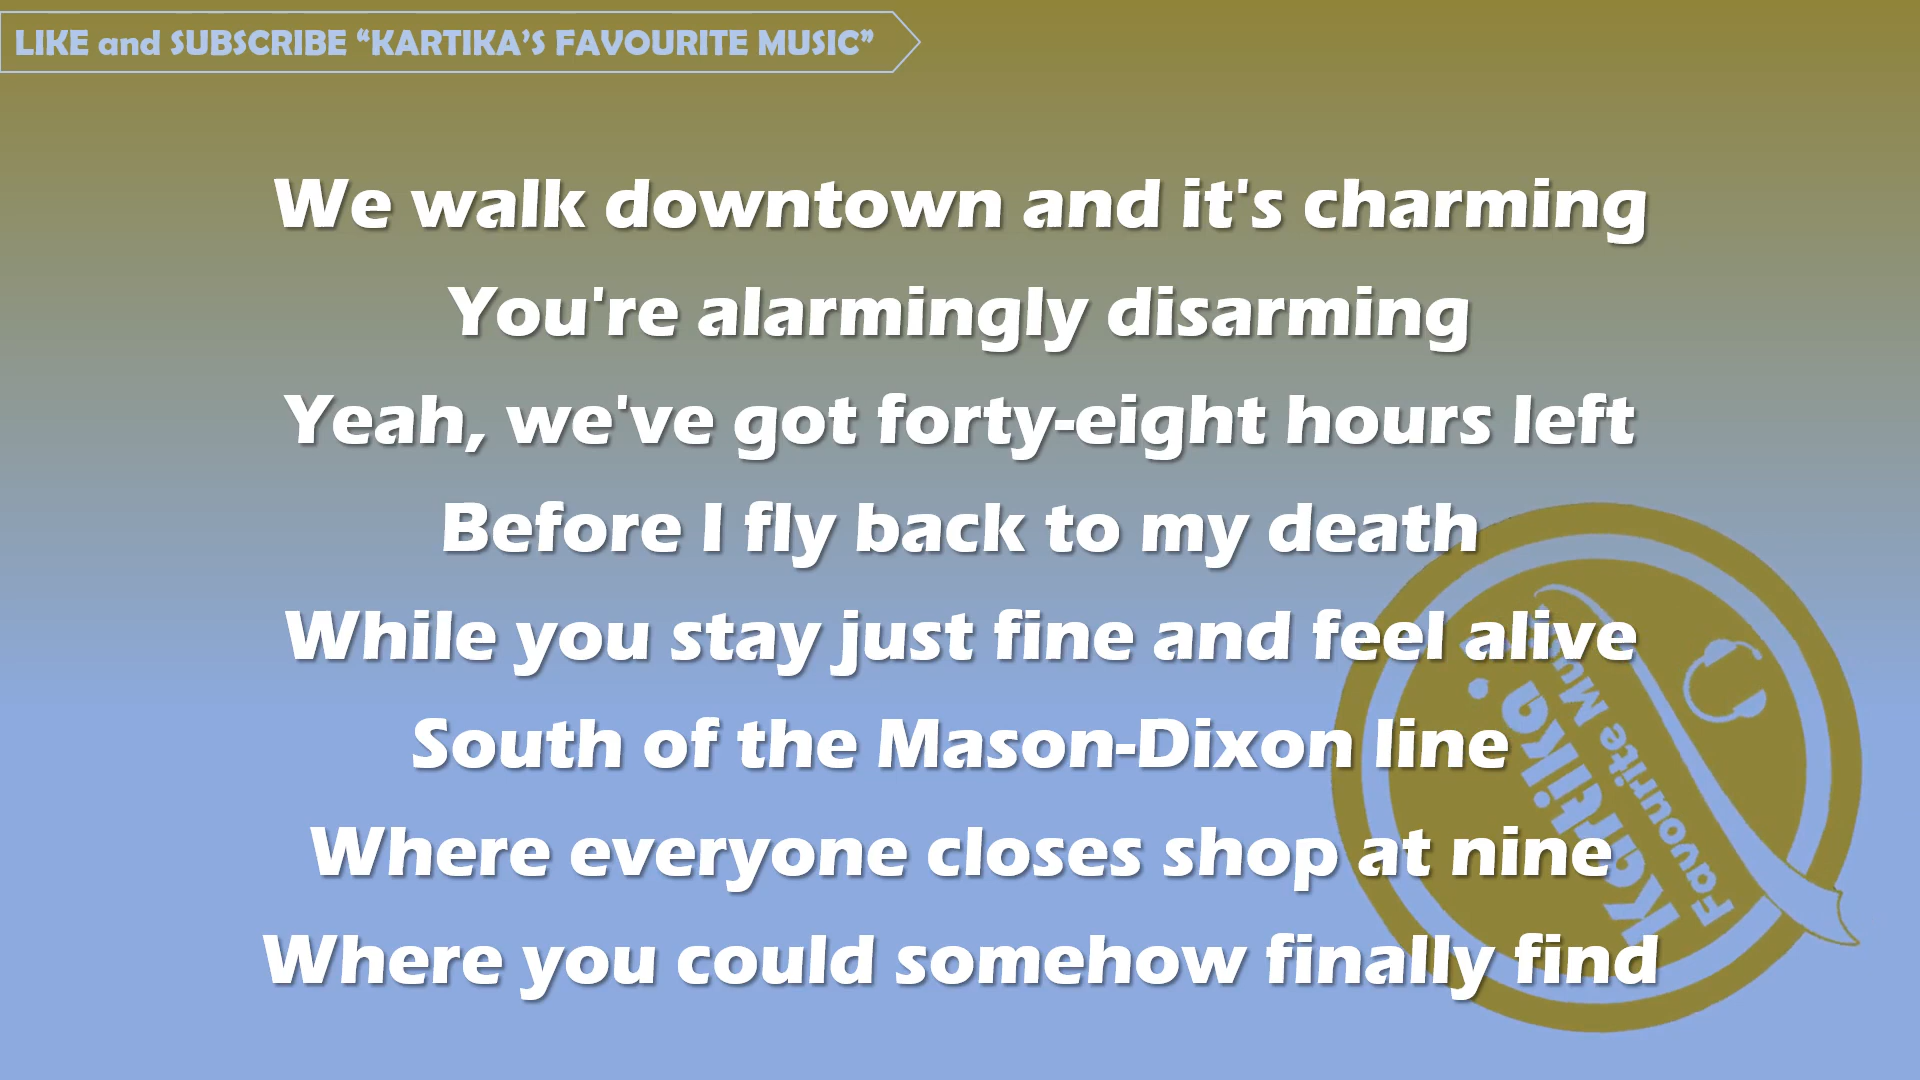 LIKE and SUBSCRIBE “KARTIKA’S FAVOURITE MUSIC”
We walk downtown and it's charming
You're alarmingly disarming
Yeah, we've got forty-eight hours left
Before I fly back to my death
While you stay just fine and feel alive
South of the Mason-Dixon line
Where everyone closes shop at nine
Where you could somehow finally find
Kartika
Favourite Mu